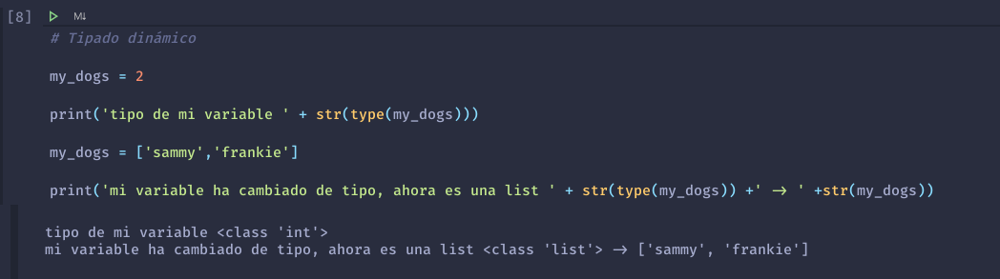 [8] M↓
# Tipado dinámico
my_dogs = 2
print('tipo de mi variable ' + str(type(my_dogs)))
my_dogs = ['sammy','frankie']
print('mi variable ha cambiado de tipo, ahora es una list ' + str(type(my_dogs)) +' -> ' +str(my_dogs))
tipo de mi variable <class 'int'>
mi variable ha cambiado de tipo, ahora es una list <class 'list'> -> ['sammy', 'frankie']